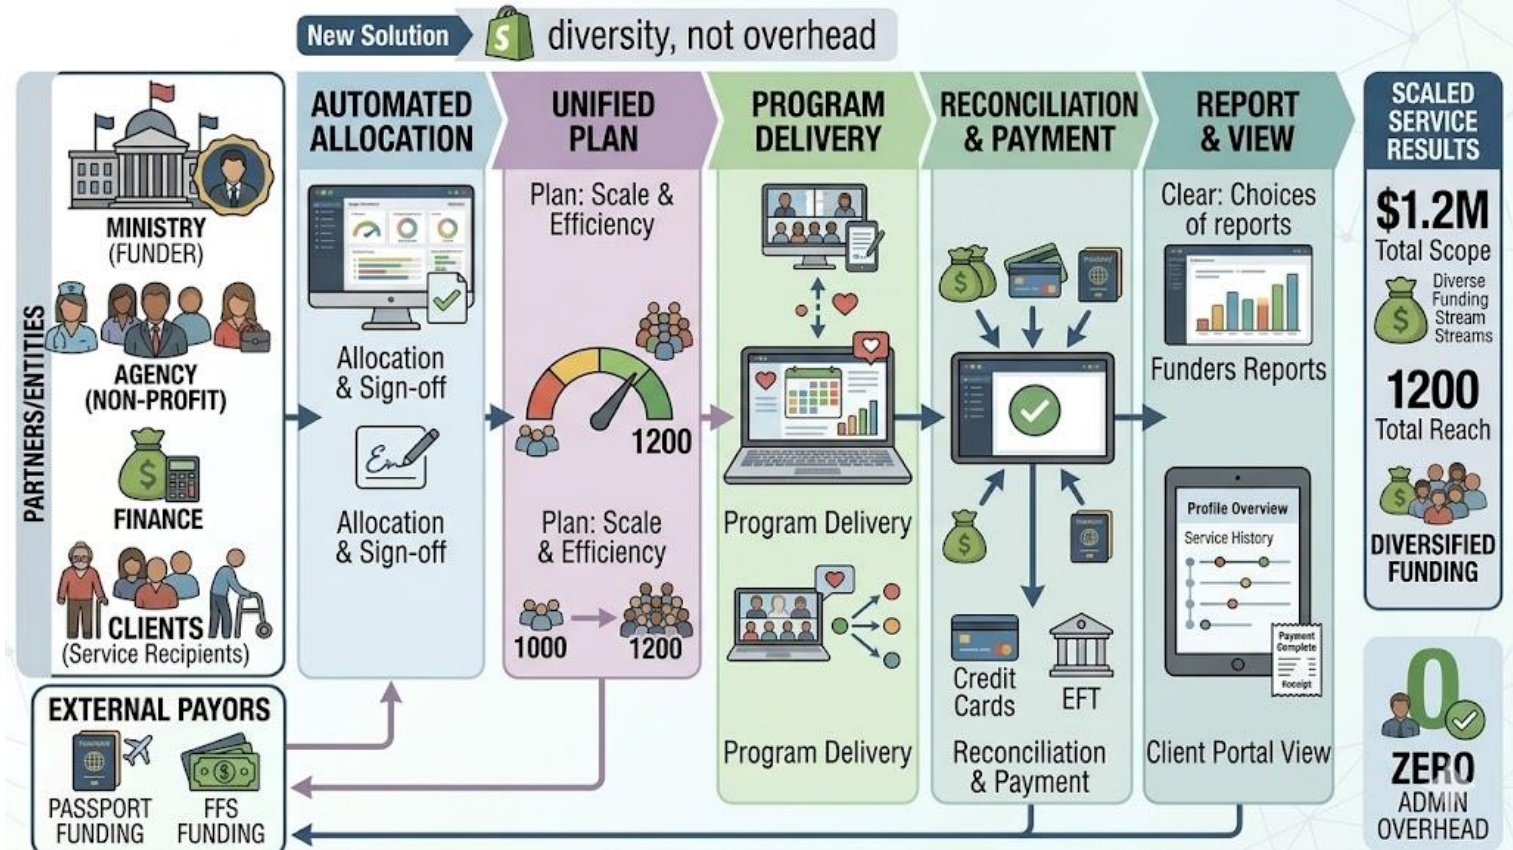 New Solution
diversity, not overhead
PARTNERS/ENTITIES
MINISTRY
(FUNDER)
AGENCY
(NON-PROFIT)
FINANCE
CLIENTS
(Service Recipients)
EXTERNAL PAYORS
PASSPORT
FUNDING
FFS
FUNDING
AUTOMATED
ALLOCATION
Allocation
& Sign-off
Allocation
& Sign-off
UNIFIED
PLAN
Plan: Scale &
Efficiency
1200
Plan: Scale
& Efficiency
1000
1200
PROGRAM
DELIVERY
Program Delivery
Program Delivery
RECONCILIATION
& PAYMENT
Credit
Cards
EFT
Reconciliation
& Payment
REPORT
& VIEW
Clear: Choices
of reports
Funders Reports
Profile Overview
Service History
Payment
Complete
Client Portal View
SCALED
SERVICE
RESULTS
$1.2M
Total Scope
Diverse
Funding
Stream
Streams
1200
Total Reach
DIVERSIFIED
FUNDING
0
ZERO
ADMIN
OVERHEAD